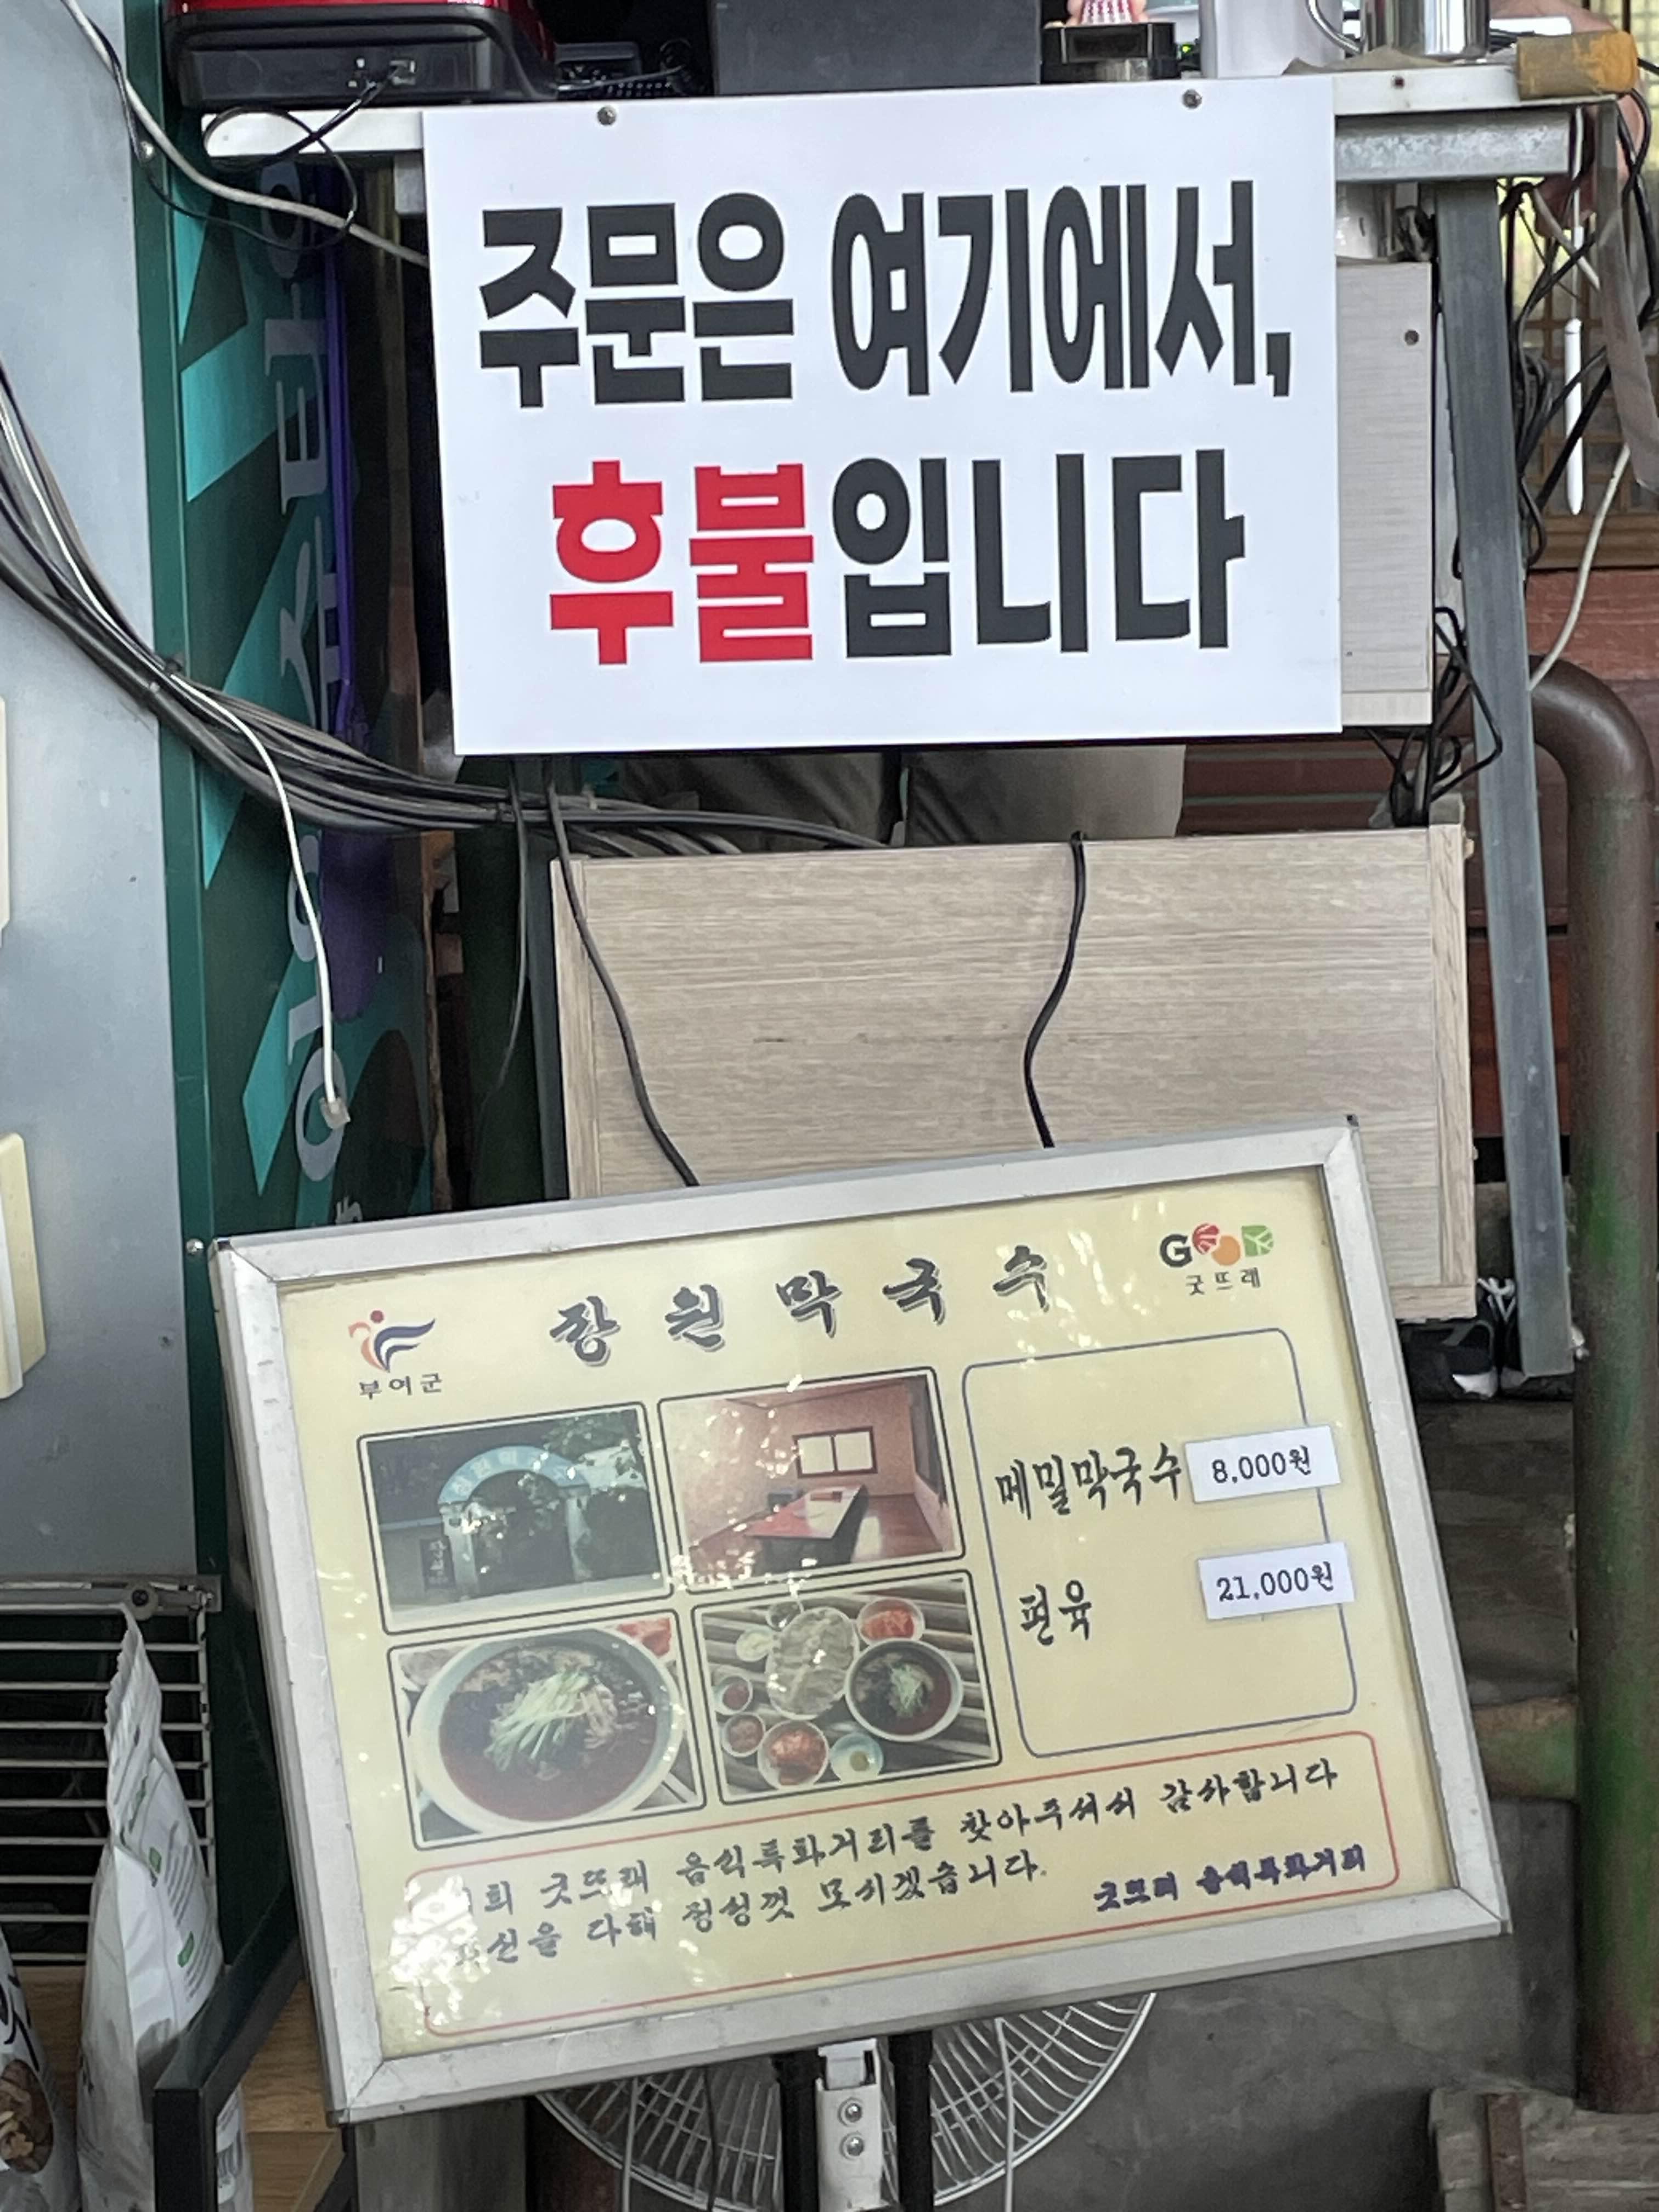 주문은 여기에서,
후불입니다
장원막국수
GOOD
굿뜨래
부여군
메밀막국수 8,000원
편육 21,000원
굿뜨래 음식특화거리를 찾아주셔서 감사합니다
다해 정성껏 모시겠습니다.
굿뜨래 음식특화거리